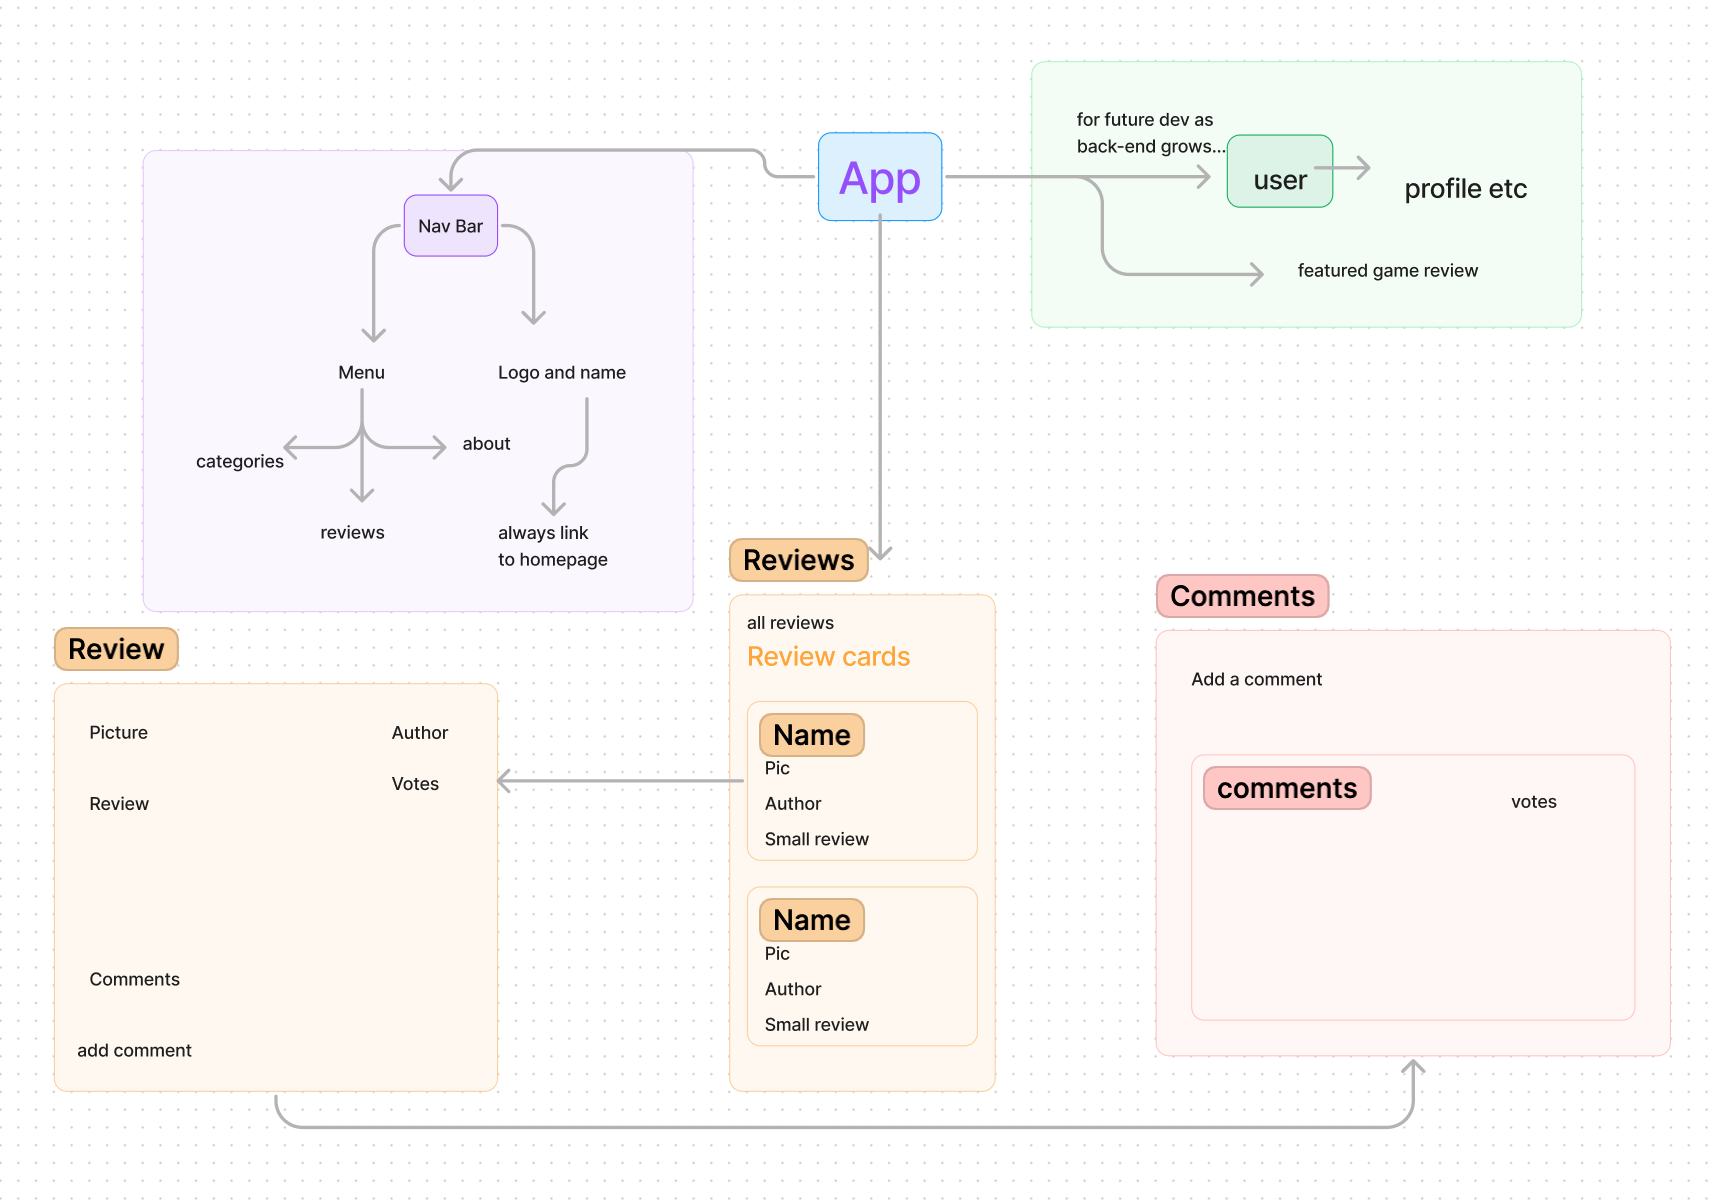 App
for future dev as
back-end grows...
user
profile etc
featured game review
Nav Bar
Menu
Logo and name
categories
about
reviews
always link
to homepage
Reviews
all reviews
Review cards
Name
Pic
Author
Small review
Name
Pic
Author
Small review
Review
Picture
Author
Votes
Review
Comments
add comment
Comments
Add a comment
comments
votes